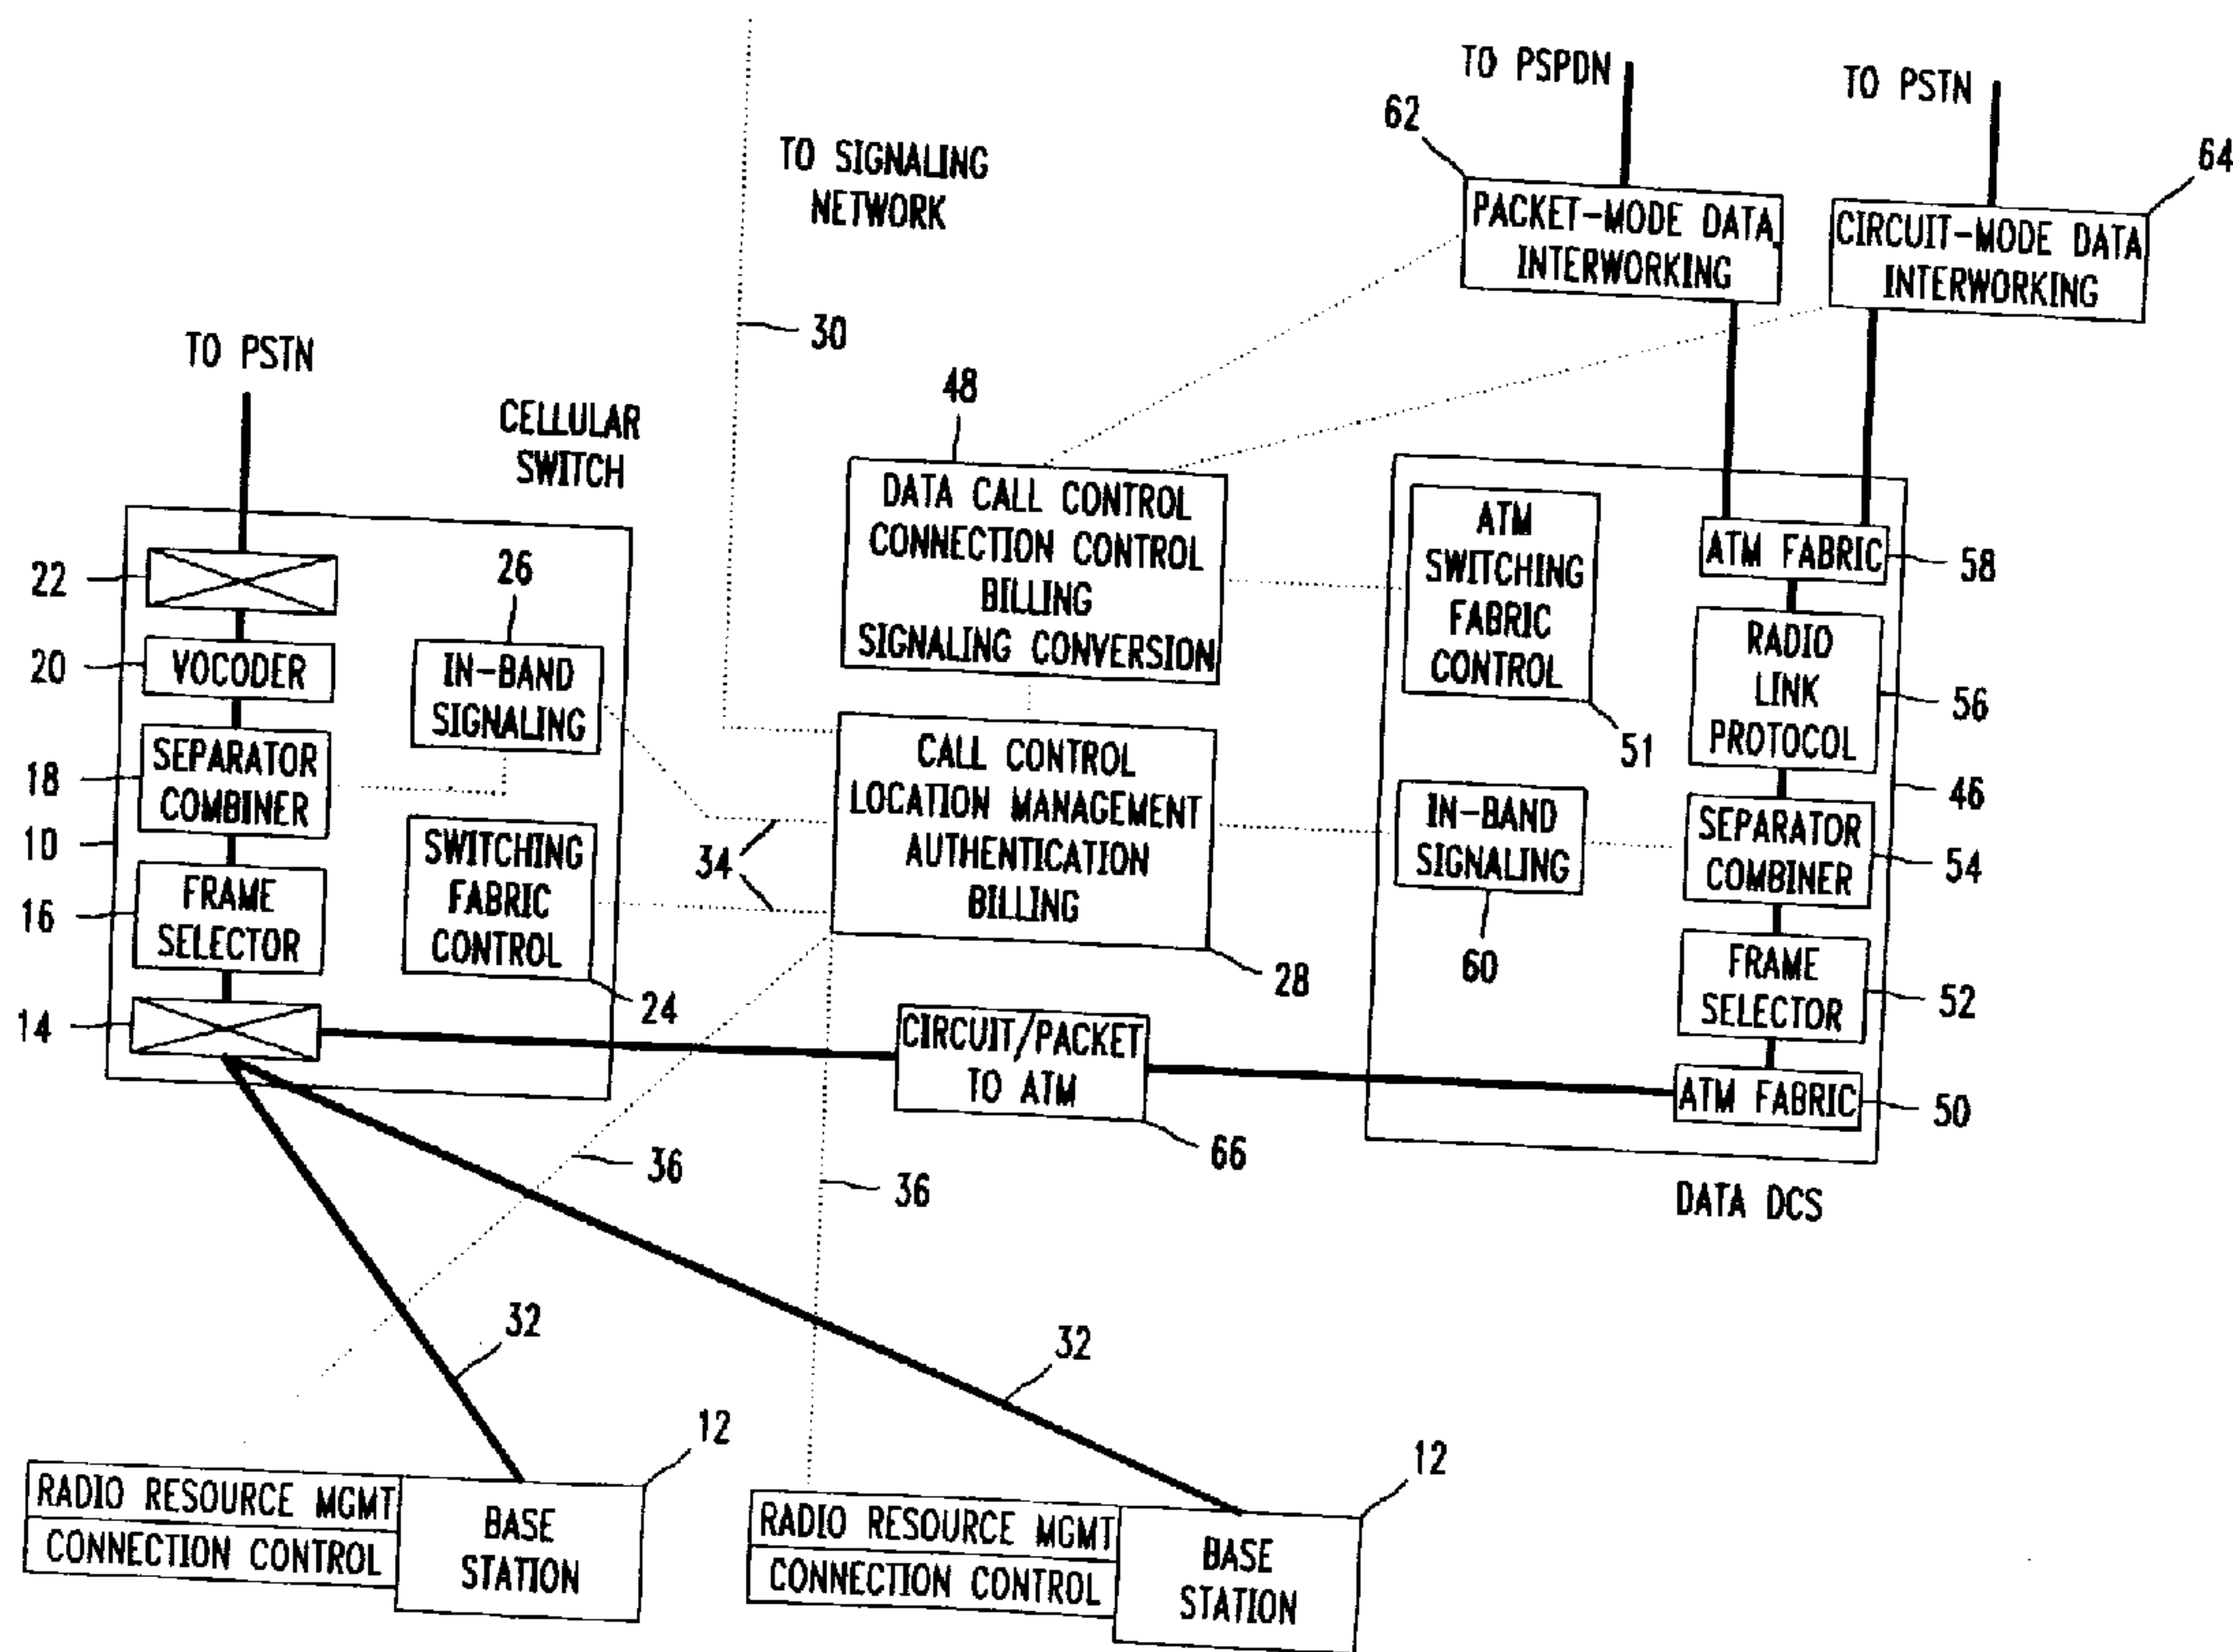 TO PSPDN
TO PSTN
62
64
TO SIGNALING
NETWORK
PACKET-MODE DATA
INTERWORKING
CIRCUIT-MODE DATA
INTERWORKING
30
TO PSTN
CELLULAR
SWITCH
48
DATA CALL CONTROL
CONNECTION CONTROL
BILLING
SIGNALING CONVERSION
ATM
SWITCHING
FABRIC
CONTROL
51
ATM FABRIC
58
22
26
20
VOCODER
IN-BAND
SIGNALING
RADIO
LINK
PROTOCOL
56
18
SEPARATOR
COMBINER
CALL CONTROL
LOCATION MANAGEMENT
AUTHENTICATION
BILLING
28
46
IN-BAND
SIGNALING
60
SEPARATOR
COMBINER
54
10
34
SWITCHING
FABRIC
CONTROL
24
16
FRAME
SELECTOR
FRAME
SELECTOR
52
14
CIRCUIT/PACKET
TO ATM
66
ATM FABRIC
50
36
36
DATA DCS
32
32
12
12
RADIO RESOURCE MGMT
CONNECTION CONTROL
BASE
STATION
RADIO RESOURCE MGMT
CONNECTION CONTROL
BASE
STATION